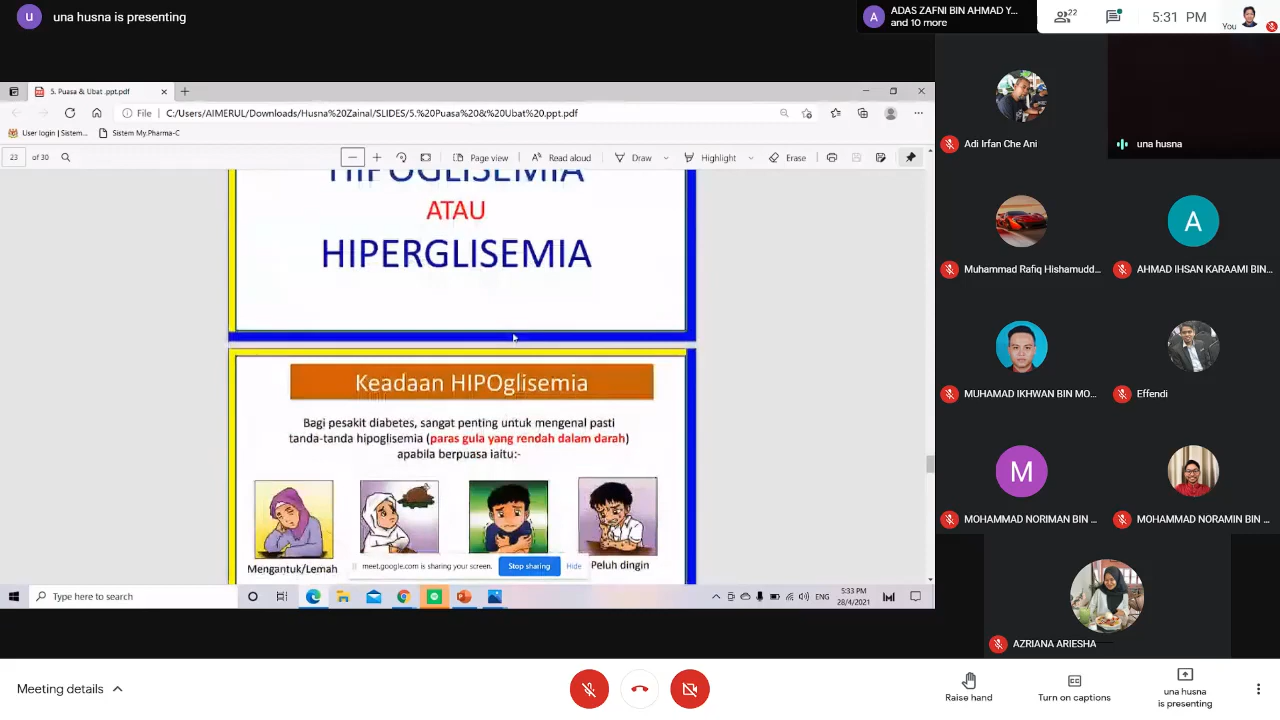 u
una husna is presenting
A
ADAS ZAFNI BIN AHMAD Y...
and 10 more
22
5:31 PM
You
5. Puasa & Ubat .ppt.pdf
File
C:/Users/AIMERUL/Downloads/Husna%20Zainal/SLIDES/5.%20Puasa%20&%20Ubat%20.ppt.pdf
User login | Sistem...
Sistem My.Pharma-C
23
of 30
Page view
Read aloud
Draw
Highlight
Erase
HIPOGLISEMIA
ATAU
HIPERGLISEMIA
Keadaan HIPOglisemia
Bagi pesakit diabetes, sangat penting untuk mengenal pasti
tanda-tanda hipoglisemia (paras gula yang rendah dalam darah)
apabila berpuasa iaitu:-
Mengantuk/Lemah
Peluh dingin
meet.google.com is sharing your screen.
Stop sharing
Hide
Type here to search
ENG
5:33 PM
28/4/2021
Adi Irfan Che Ani
una husna
Muhammad Rafiq Hishamudd...
A
AHMAD IHSAN KARAAMI BIN...
MUHAMAD IKHWAN BIN MO...
Effendi
M
MOHAMMAD NORIMAN BIN ...
MOHAMMAD NORAMIN BIN ...
AZRIANA ARIESHA
Meeting details
Raise hand
Turn on captions
una husna
is presenting